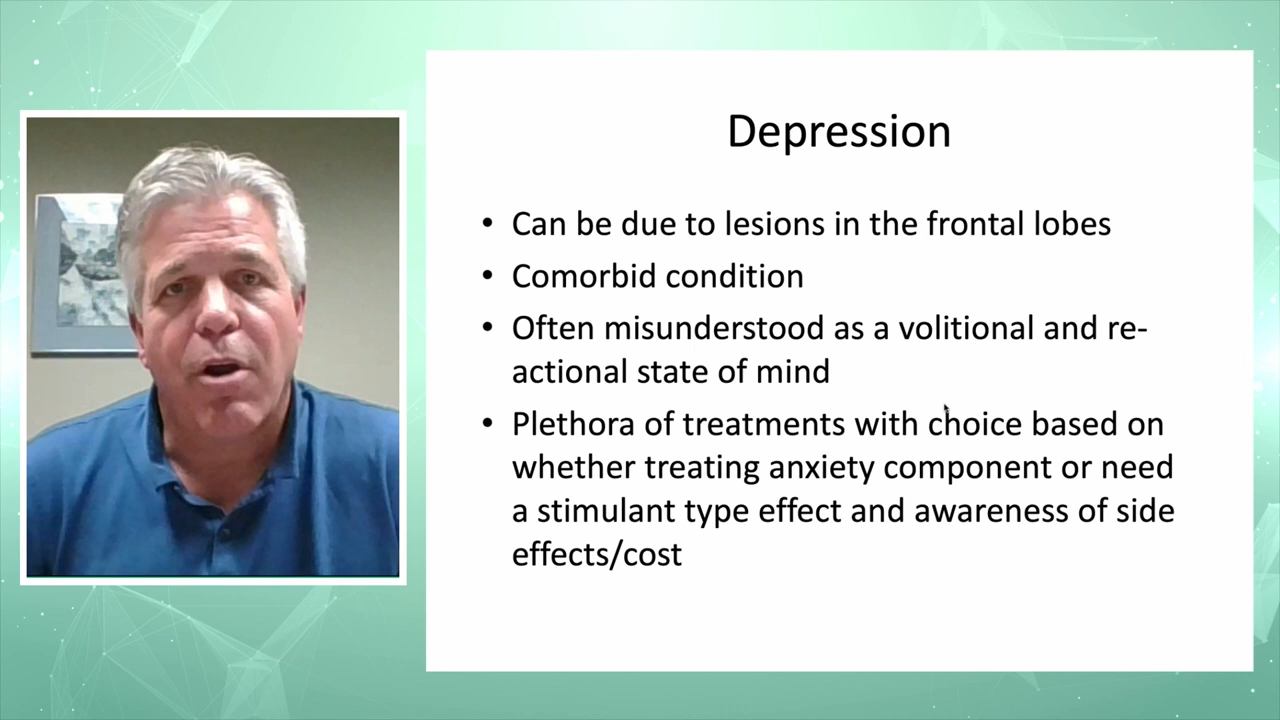 Depression
• Can be due to lesions in the frontal lobes
• Comorbid condition
• Often misunderstood as a volitional and re-
actional state of mind
• Plethora of treatments with choice based on
whether treating anxiety component or need
a stimulant type effect and awareness of side
effects/cost